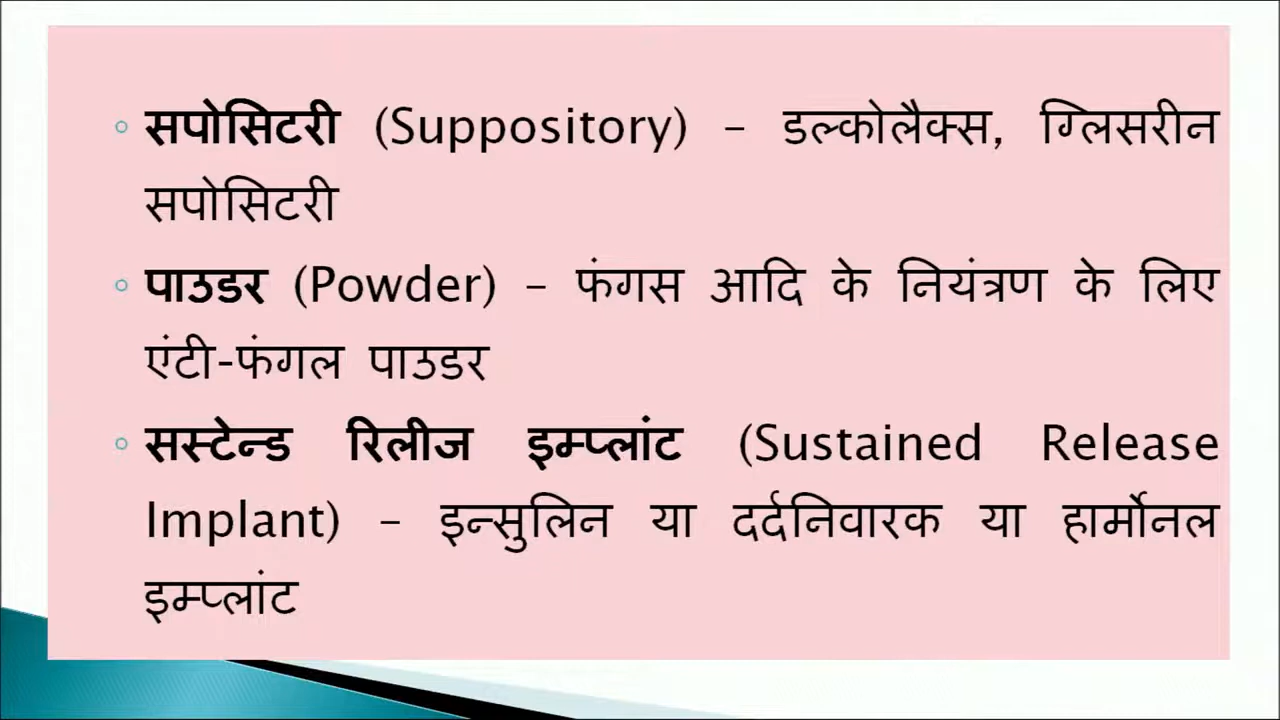 सपोसिटरी (Suppository) – डल्कोलैक्स, ग्लिसरीन
सपोसिटरी
पाउडर (Powder) – फंगस आदि के नियंत्रण के लिए
एंटी-फंगल पाउडर
सस्टेन्ड रिलीज इम्प्लांट (Sustained Release
Implant) – इन्सुलिन या दर्दनिवारक या हार्मोनल
इम्प्लांट